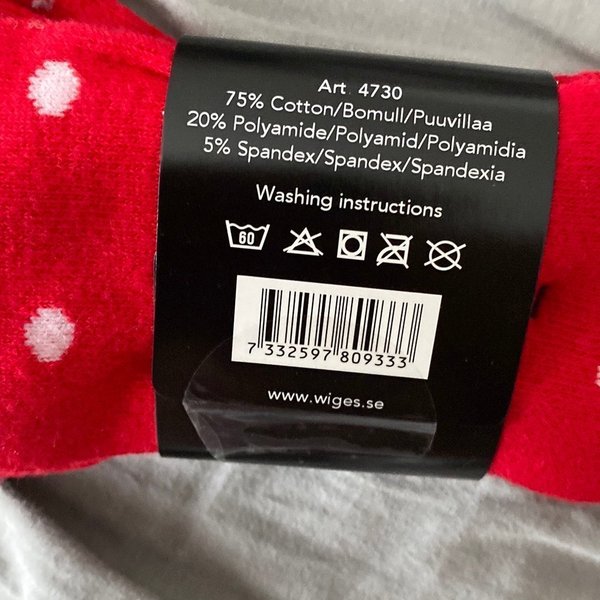 Art. 4730
75% Cotton/Bomull/Puuvillaa
20% Polyamide/Polyamid/Polyamidia
5% Spandex/Spandex/Spandexia
Washing instructions
60
7 332597 809333
www.wiges.se